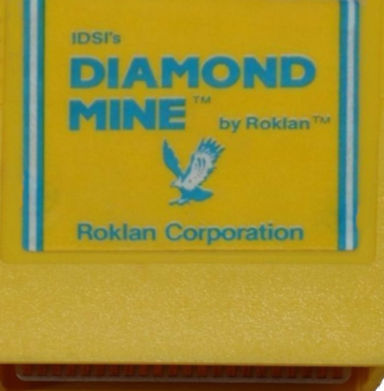 IDSI's
DIAMOND
MINE™ by Roklan™
Roklan Corporation